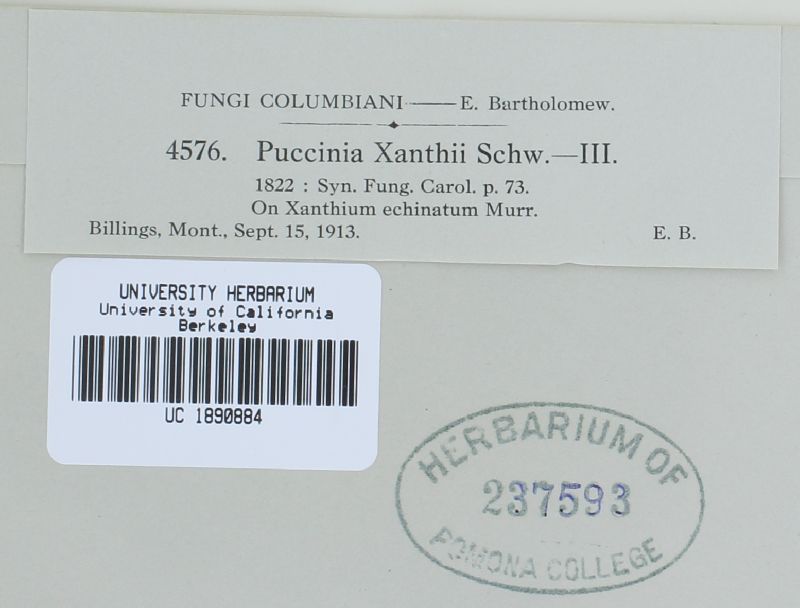 FUNGI COLUMBIANI——E. Bartholomew.
4576. Puccinia Xanthii Schw.—III.
1822 : Syn. Fung. Carol. p. 73.
On Xanthium echinatum Murr.
Billings, Mont., Sept. 15, 1913. E. B.
UNIVERSITY HERBARIUM
University of California
Berkeley
UC 1890884
HERBARIUM OF
237593
POMONA COLLEGE